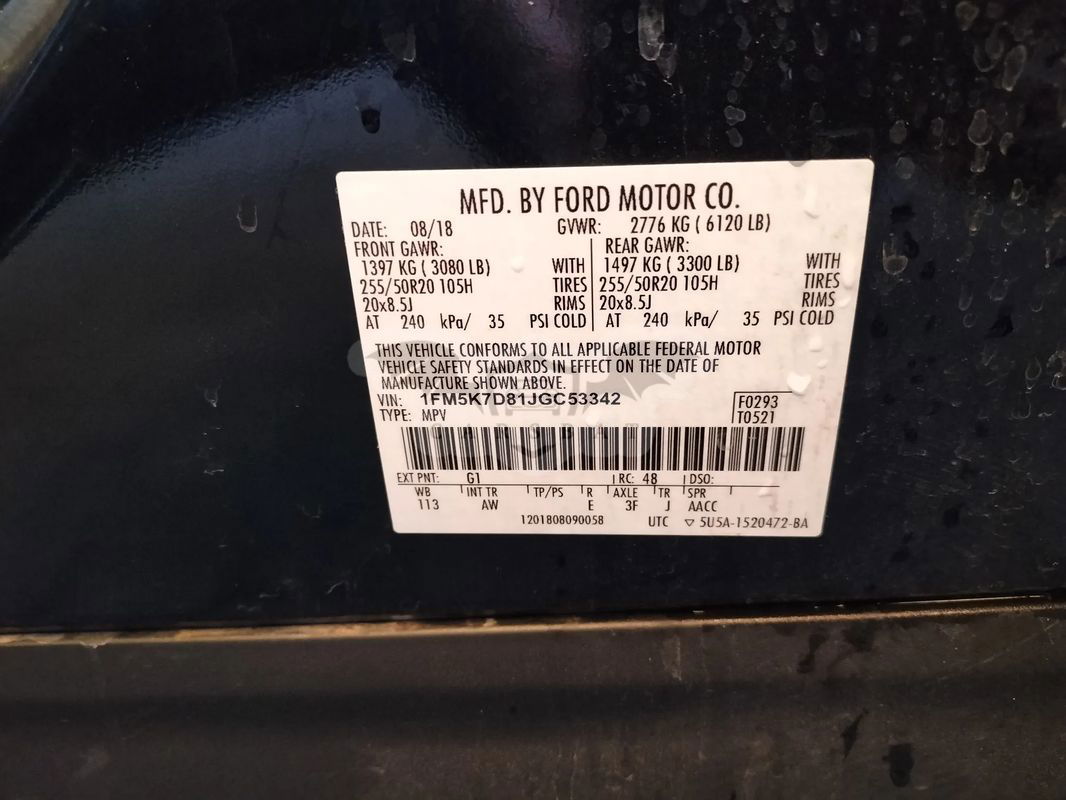 MFD. BY FORD MOTOR CO.
DATE: 08/18 GVWR: 2776 KG ( 6120 LB)
FRONT GAWR: REAR GAWR:
1397 KG ( 3080 LB) WITH 1497 KG ( 3300 LB) WITH
255/50R20 105H TIRES 255/50R20 105H TIRES
20x8.5J RIMS 20x8.5J RIMS
AT 240 kPa/ 35 PSI COLD AT 240 kPa/ 35 PSI COLD
THIS VEHICLE CONFORMS TO ALL APPLICABLE FEDERAL MOTOR
VEHICLE SAFETY STANDARDS IN EFFECT ON THE DATE OF
MANUFACTURE SHOWN ABOVE.
VIN: 1FM5K7D81JGC53342 F0293
TYPE: MPV T0521
EXT PNT: G1 RC: 48 DSO:
WB INT TR TP/PS R AXLE TR SPR
113 AW E 3F J AACC
1201808090058 UTC ▽ 5U5A-1520472-BA